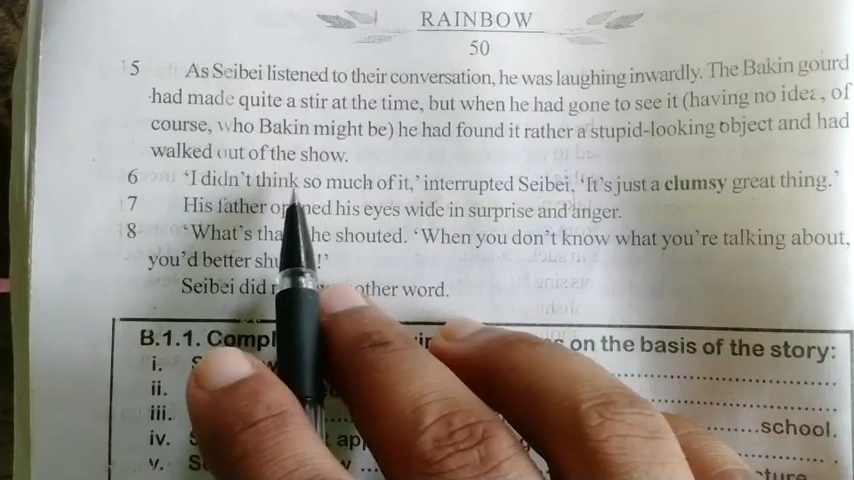 RAINBOW
50
15 As Seibei listened to their conversation, he was laughing inwardly. The Bakin gourd
had made quite a stir at the time, but when he had gone to see it (having no idea, of
course, who Bakin might be) he had found it rather a stupid-looking object and had
walked out of the show.
6 ‘I didn’t think so much of it,’ interrupted Seibei, ‘It’s just a clumsy great thing.’
7 His father opened his eyes wide in surprise and anger.
8 ‘What’s tha he shouted. ‘When you don’t know what you’re talking about,
you’d better shu !’
Seibei did other word.
B.1.1. Compl on the basis of the story:
i.
ii.
iii. school.
iv.
v.